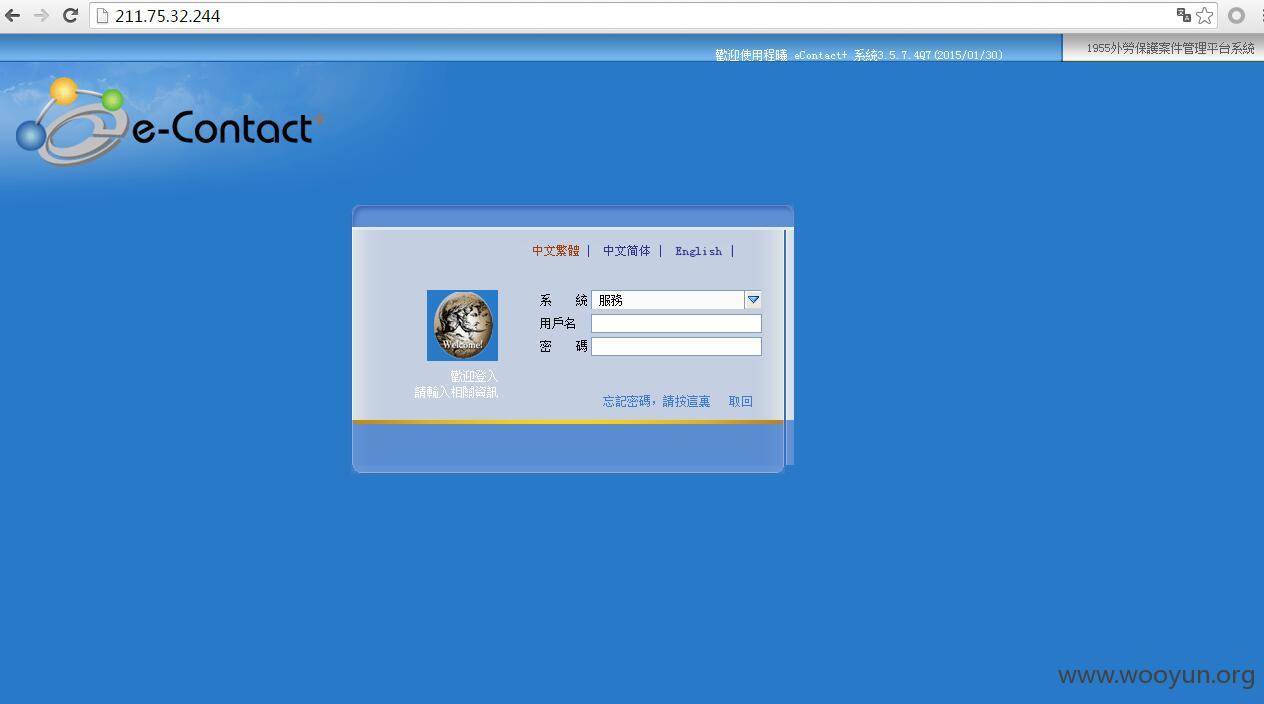 211.75.32.244
歡迎使用程曦 eContact+ 系統3.5.7.4Q7(2015/01/30)
1955外勞保護案件管理平台系統
e-Contact+
中文繁體 | 中文简体 | English |
系 統 服務
用戶名
密 碼
Welcome!
歡迎登入
請輸入相關資訊
忘記密碼，請按這裏 取回
www.wooyun.org